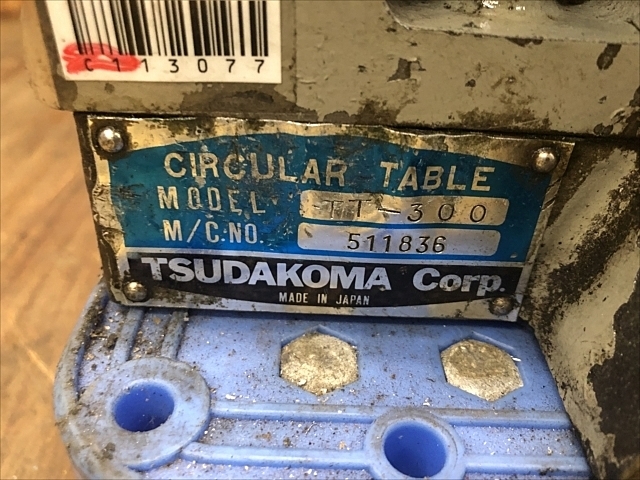 C113077
CIRCULAR TABLE
MODEL TT-300
M/C.NO. 511836
TSUDAKOMA Corp.
MADE IN JAPAN